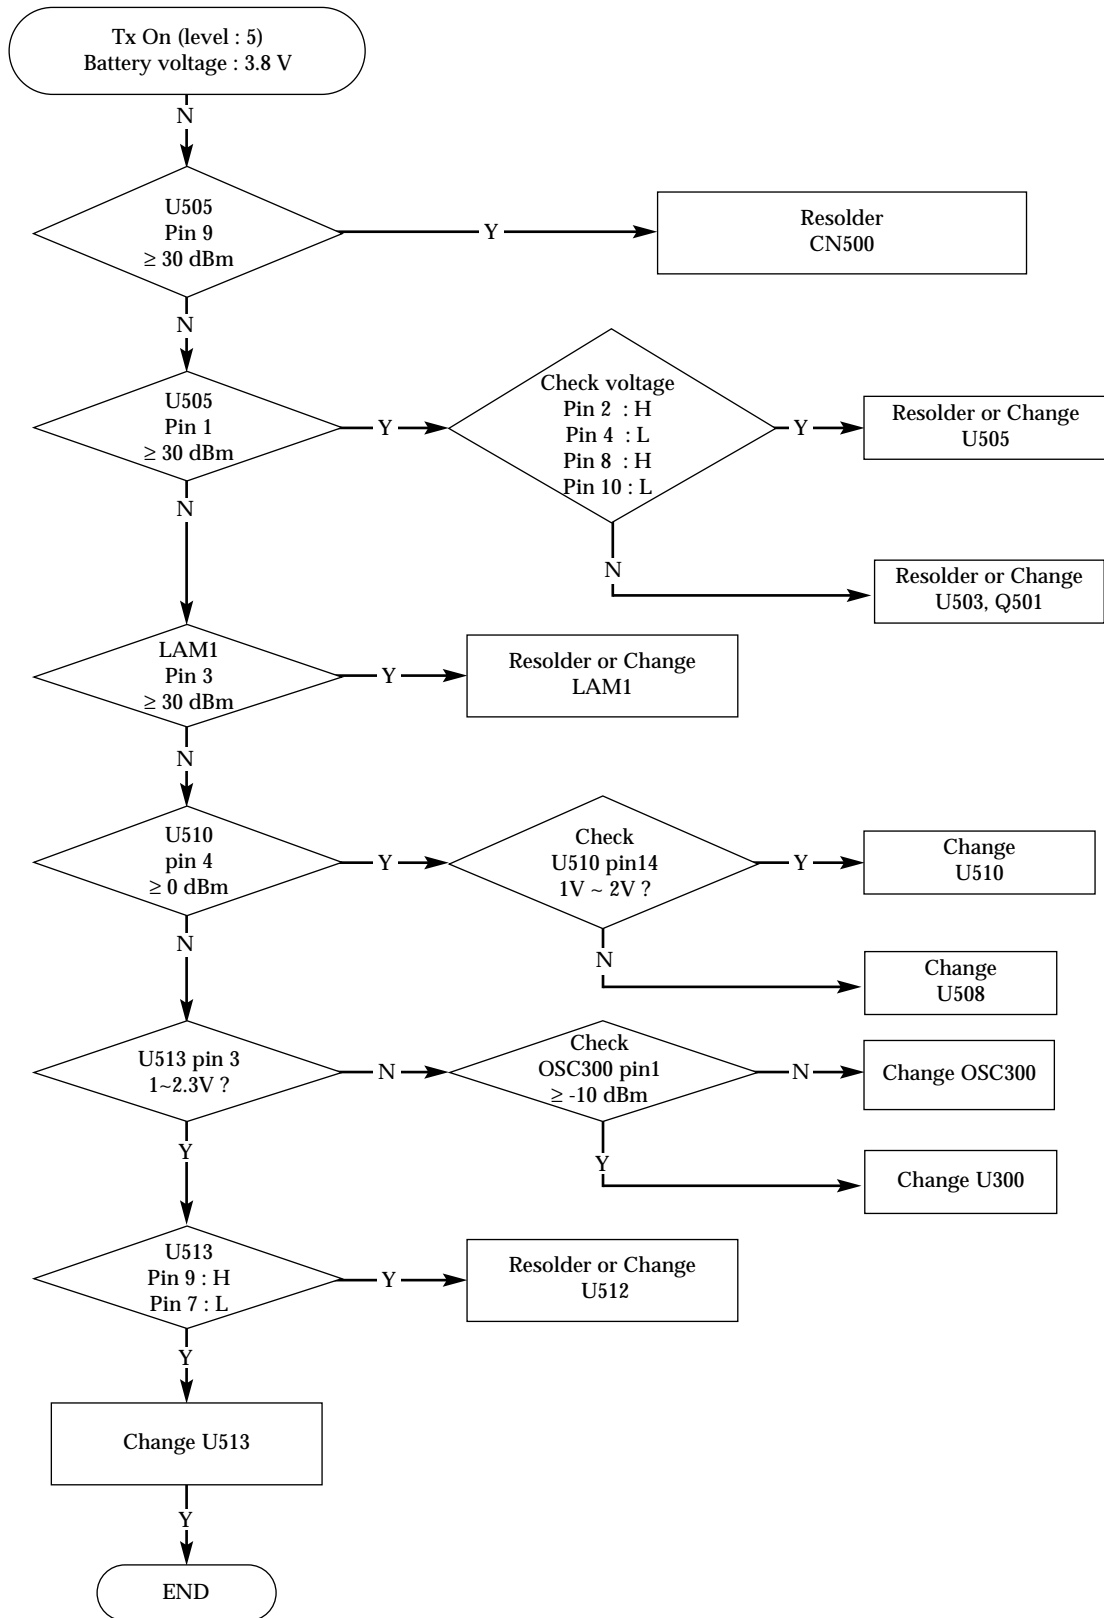 Tx On (level : 5)
Battery voltage : 3.8 V
N
U505
Pin 9
≥ 30 dBm
Y
Resolder
CN500
N
U505
Pin 1
≥ 30 dBm
Y
Check voltage
Pin 2 : H
Pin 4 : L
Pin 8 : H
Pin 10 : L
Y
Resolder or Change
U505
N
Resolder or Change
U503, Q501
N
LAM1
Pin 3
≥ 30 dBm
Y
Resolder or Change
LAM1
N
U510
pin 4
≥ 0 dBm
Y
Check
U510 pin14
1V ~ 2V ?
Y
Change
U510
N
Change
U508
N
U513 pin 3
1~2.3V ?
N
Check
OSC300 pin1
≥ -10 dBm
N
Change OSC300
Y
Change U300
Y
U513
Pin 9 : H
Pin 7 : L
Y
Resolder or Change
U512
Y
Change U513
Y
END